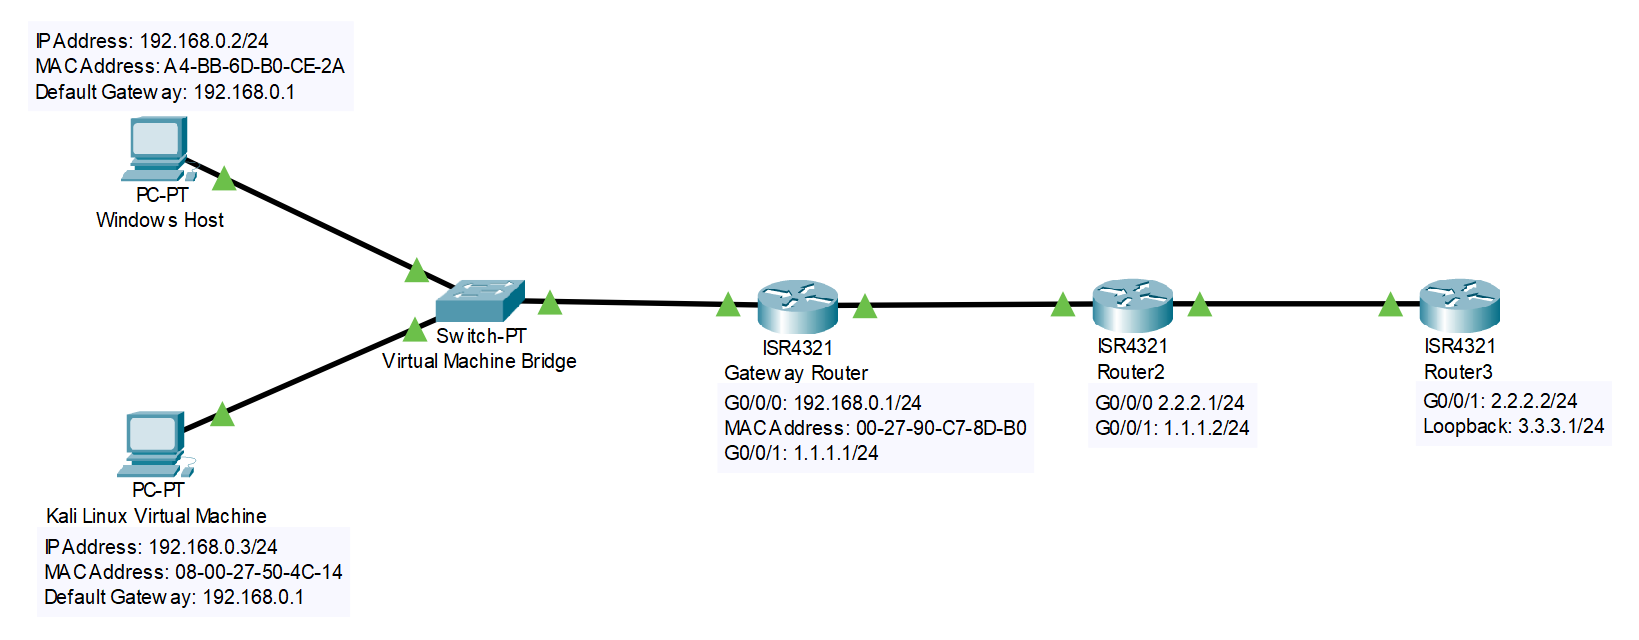 IP Address: 192.168.0.2/24
MAC Address: A4-BB-6D-B0-CE-2A
Default Gateway: 192.168.0.1
PC-PT
Windows Host
Switch-PT
Virtual Machine Bridge
PC-PT
Kali Linux Virtual Machine
IP Address: 192.168.0.3/24
MAC Address: 08-00-27-50-4C-14
Default Gateway: 192.168.0.1
ISR4321
Gateway Router
G0/0/0: 192.168.0.1/24
MAC Address: 00-27-90-C7-8D-B0
G0/0/1: 1.1.1.1/24
ISR4321
Router2
G0/0/0 2.2.2.1/24
G0/0/1: 1.1.1.2/24
ISR4321
Router3
G0/0/1: 2.2.2.2/24
Loopback: 3.3.3.1/24